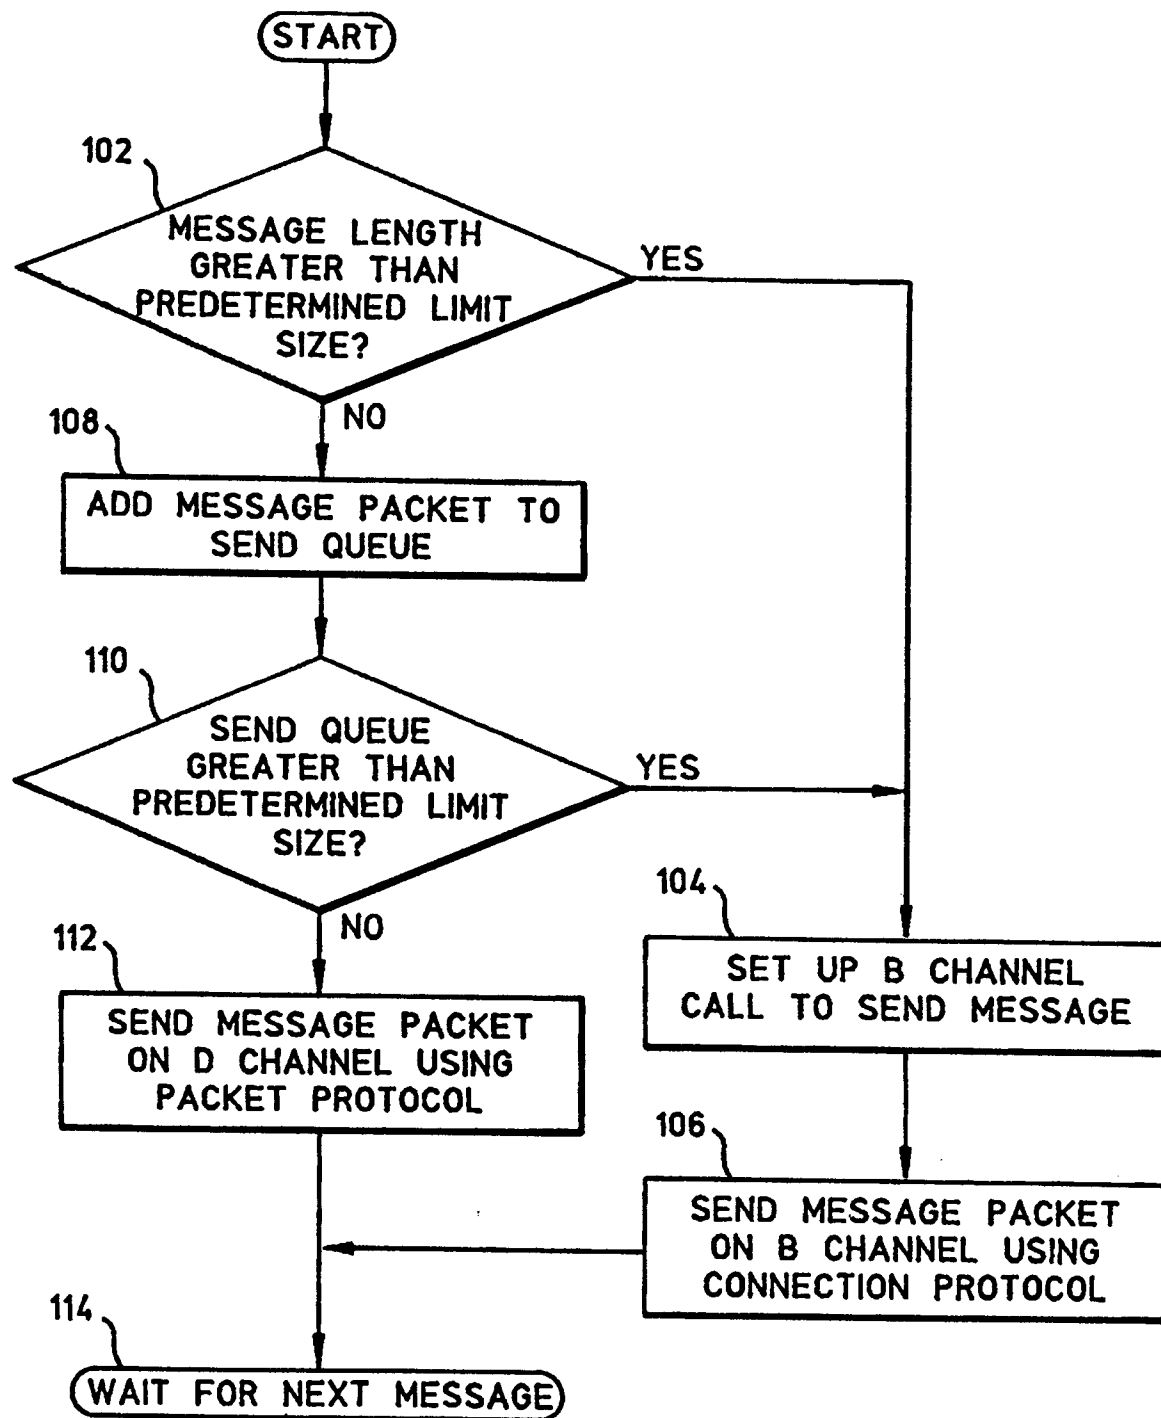 START
102
MESSAGE LENGTH
GREATER THAN
PREDETERMINED LIMIT
SIZE?
YES
NO
108
ADD MESSAGE PACKET TO
SEND QUEUE
110
SEND QUEUE
GREATER THAN
PREDETERMINED LIMIT
SIZE?
YES
NO
104
SET UP B CHANNEL
CALL TO SEND MESSAGE
112
SEND MESSAGE PACKET
ON D CHANNEL USING
PACKET PROTOCOL
106
SEND MESSAGE PACKET
ON B CHANNEL USING
CONNECTION PROTOCOL
114
WAIT FOR NEXT MESSAGE